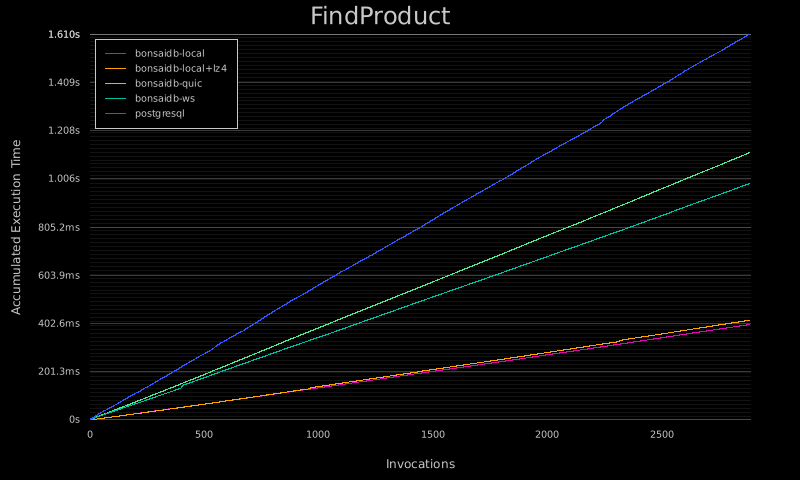 FindProduct
1.610s
1.409s
1.208s
1.006s
805.2ms
603.9ms
402.6ms
201.3ms
0s
bonsaidb-local
bonsaidb-local+lz4
bonsaidb-quic
bonsaidb-ws
postgresql
Accumulated Execution Time
0 500 1000 1500 2000 2500
Invocations